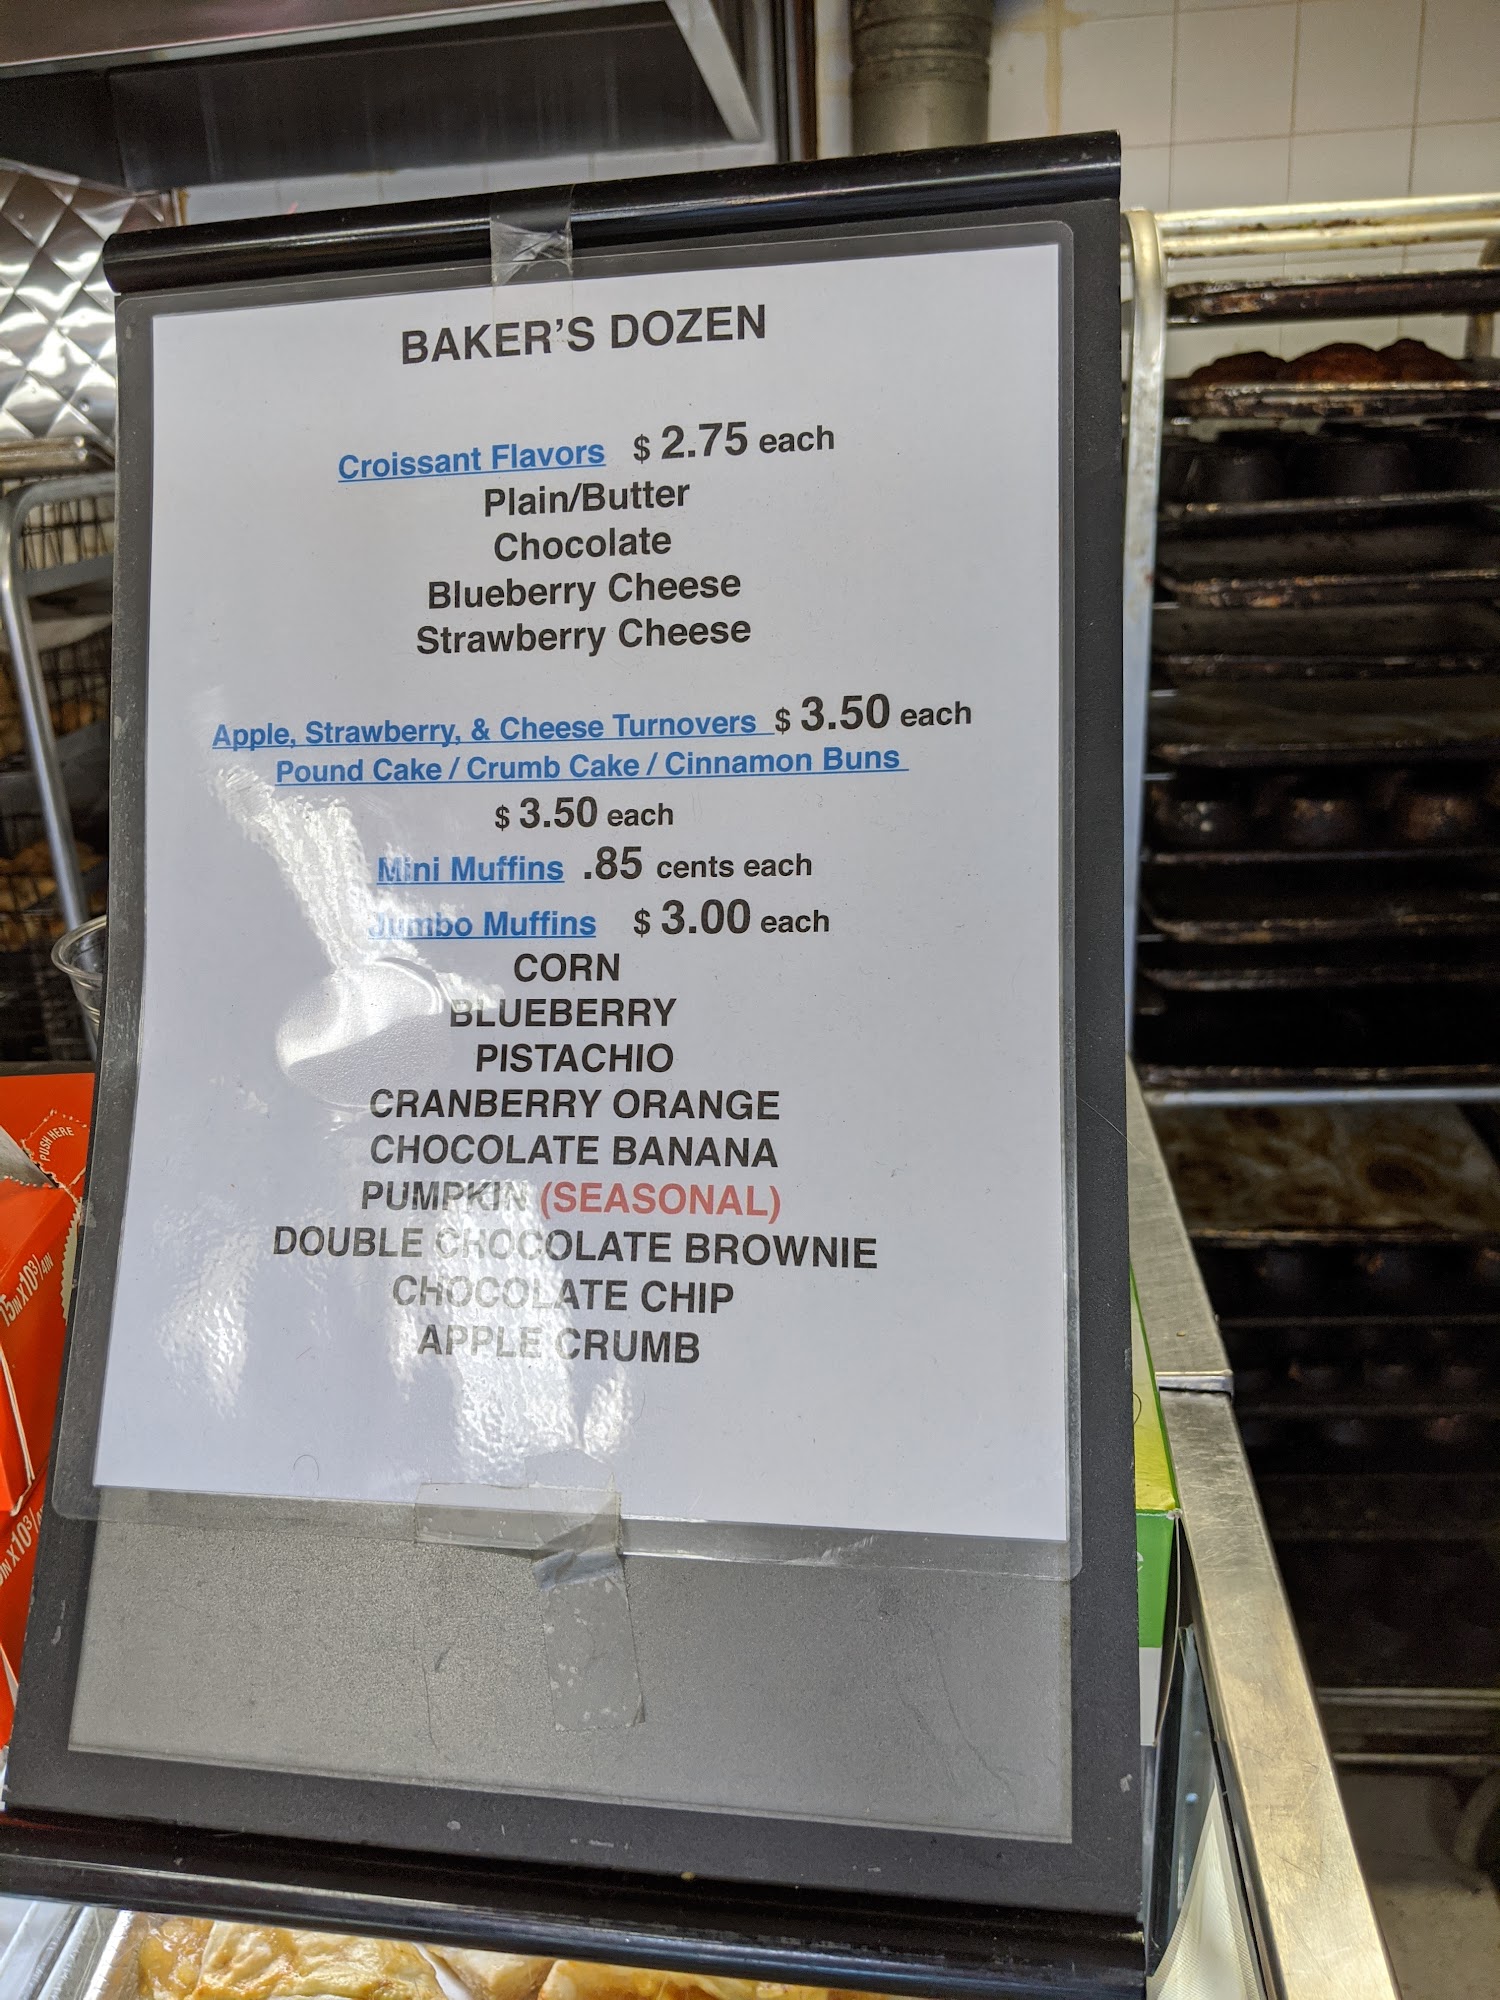 BAKER'S DOZEN
Croissant Flavors $ 2.75 each
Plain/Butter
Chocolate
Blueberry Cheese
Strawberry Cheese
Apple, Strawberry, & Cheese Turnovers $ 3.50 each
Pound Cake / Crumb Cake / Cinnamon Buns
$ 3.50 each
Mini Muffins .85 cents each
Jumbo Muffins $ 3.00 each
CORN
BLUEBERRY
PISTACHIO
CRANBERRY ORANGE
CHOCOLATE BANANA
PUMPKIN (SEASONAL)
DOUBLE CHOCOLATE BROWNIE
CHOCOLATE CHIP
APPLE CRUMB
PUSH HERE